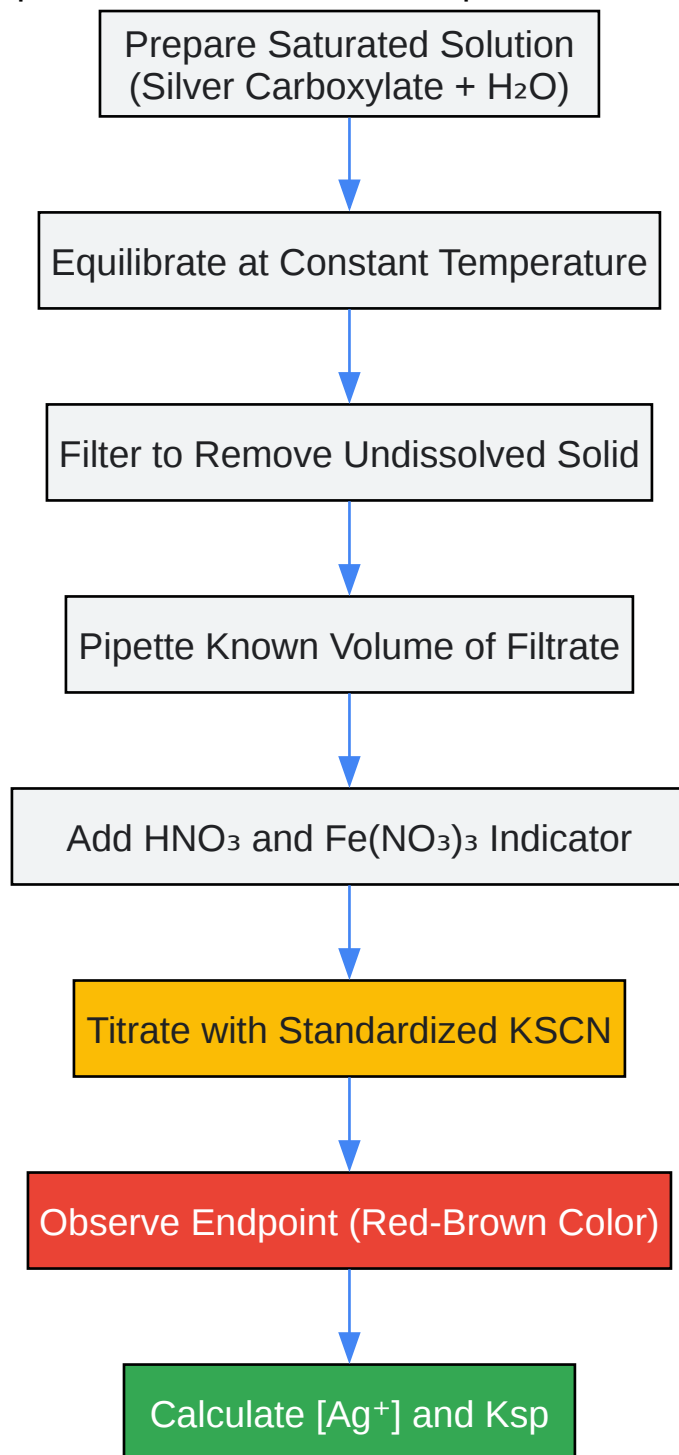 Prepare Saturated Solution
(Silver Carboxylate + H₂O)
Equilibrate at Constant Temperature
Filter to Remove Undissolved Solid
Pipette Known Volume of Filtrate
Add HNO₃ and Fe(NO₃)₃ Indicator
Titrate with Standardized KSCN
Observe Endpoint (Red-Brown Color)
Calculate [Ag⁺] and Ksp